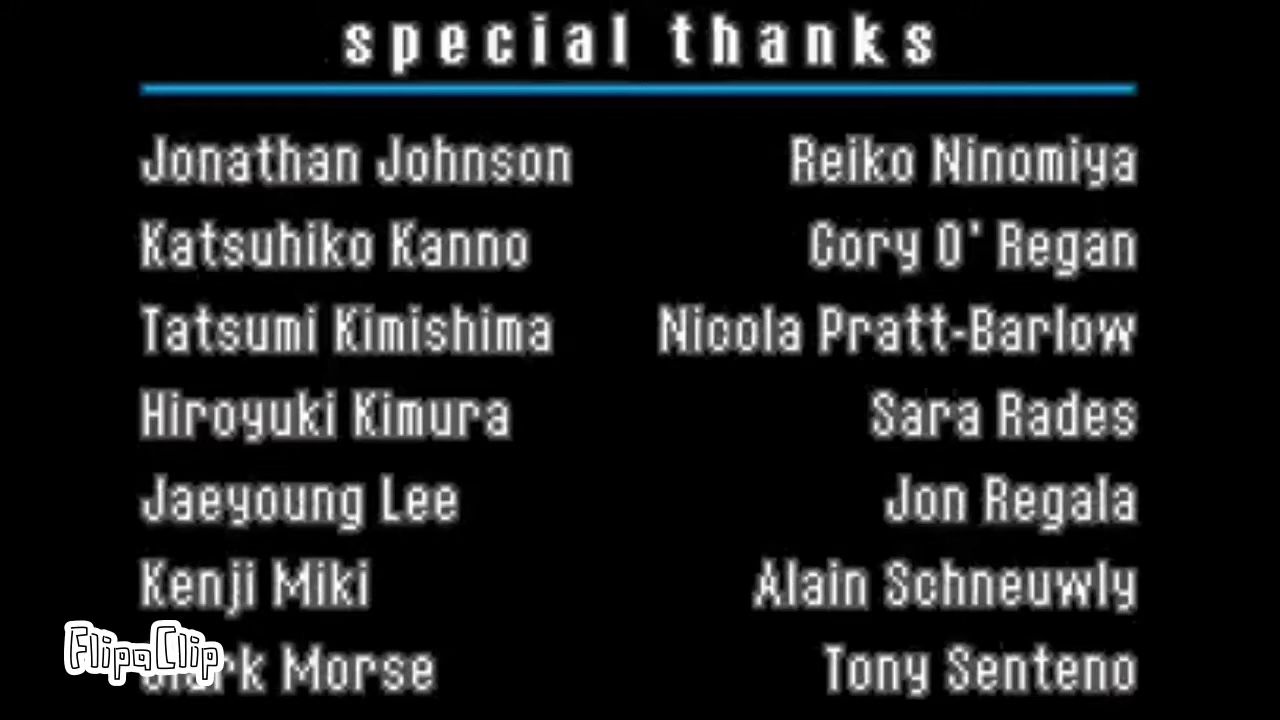 special thanks
Jonathan Johnson Reiko Ninomiya
Katsuhiko Kanno Cory O' Regan
Tatsumi Kimishima Nicola Pratt-Barlow
Hiroyuki Kimura Sara Rades
Jaeyoung Lee Jon Regala
Kenji Miki Alain Schneuwly
Morse Tony Senteno
FlipaClip